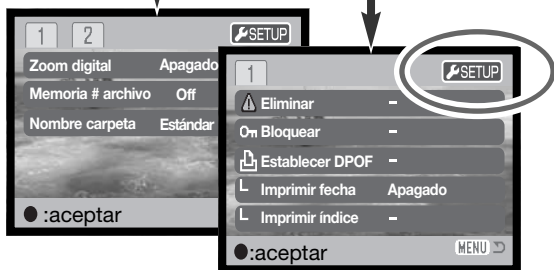 1 2 SETUP
Zoom digital Apagado
Memoria # archivo Off
Nombre carpeta Estándar
● :aceptar
1 SETUP
Eliminar –
Bloquear –
Establecer DPOF –
Imprimir fecha Apagado
Imprimir índice –
●:aceptar MENU